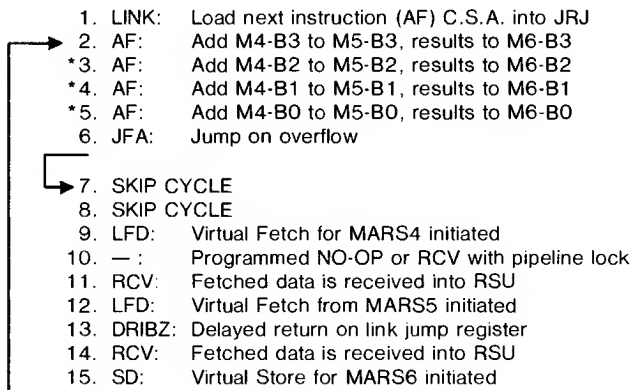 1. LINK: Load next instruction (AF) C.S.A. into JRJ
2. AF: Add M4-B3 to M5-B3, results to M6-B3
*3. AF: Add M4-B2 to M5-B2, results to M6-B2
*4. AF: Add M4-B1 to M5-B1, results to M6-B1
*5. AF: Add M4-BO to M5-BO, results to M6-BO
6. JFA: Jump on overflow
7. SKIP CYCLE
8. SKIP CYCLE
9. LFD: Virtual Fetch for MARS4 initiated
10. — : Programmed NO-OP or RCV with pipeline lock
11. RCV: Fetched data is received into RSU
12. LFD: Virtual Fetch from MARS5 initiated
13. DRIBZ: Delayed return on link jump register
14. RCV: Fetched data is received into RSU
15. SD: Virtual Store for MARS6 initiated